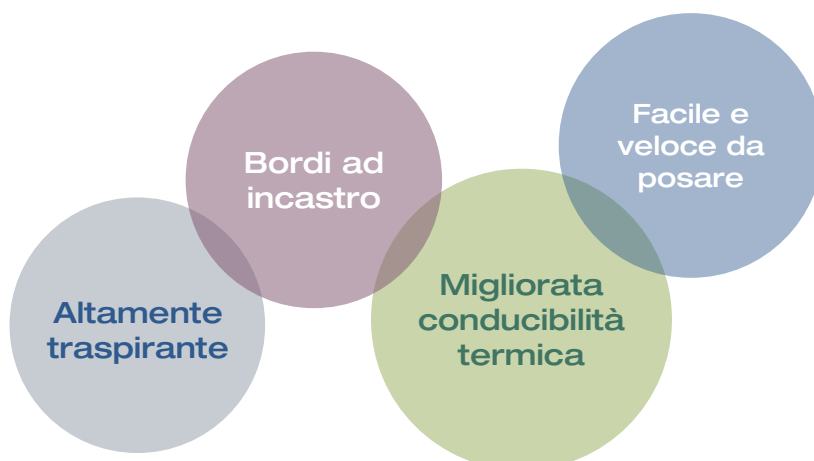 Altamente
traspirante
Bordi ad
incastro
Migliorata
conducibilità
termica
Facile e
veloce da
posare